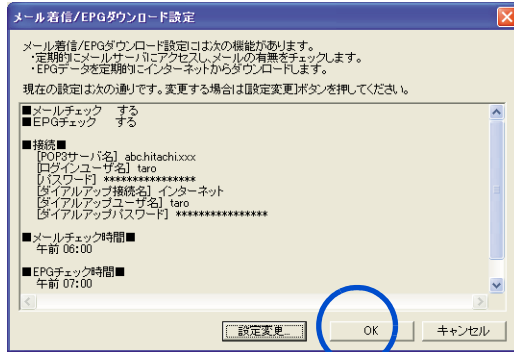 メール着信/EPGダウンロード設定
メール着信/EPGダウンロード設定には次の機能があります。
・定期的にメールサーバにアクセスし、メールの有無をチェックします。
・EPGデータを定期的にインターネットからダウンロードします。
現在の設定は次の通りです。変更する場合は[設定変更]ボタンを押してください。
■メールチェック する
■EPGチェック する
■接続■
[POP3サーバ名] abc.hitachi.xxx
[ログインユーザ名] taro
[パスワード] ****************
[ダイアルアップ接続名] インターネット
[ダイアルアップユーザ名] taro
[ダイアルアップパスワード] ****************
■メールチェック時間■
午前 06:00
■EPGチェック時間■
午前 07:00
設定変更... OK キャンセル